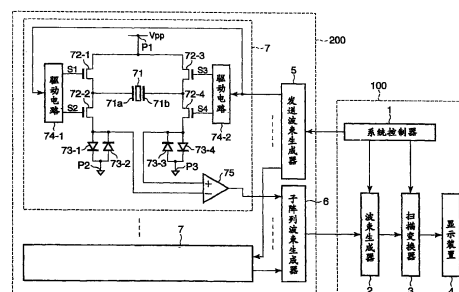 Vpp
P1
7
200
72-1
72-3
S1
S3
71
5
100
驱动电路
72-2
72-4
驱动电路
发送波束生成器
1
71a
71b
系统控制器
S2
S4
74-1
74-2
73-1
73-2
73-3
73-4
P2
P3
75
6
+
-
子阵列波束生成器
波束生成器
扫描变换器
显示装置
7
2
3
4